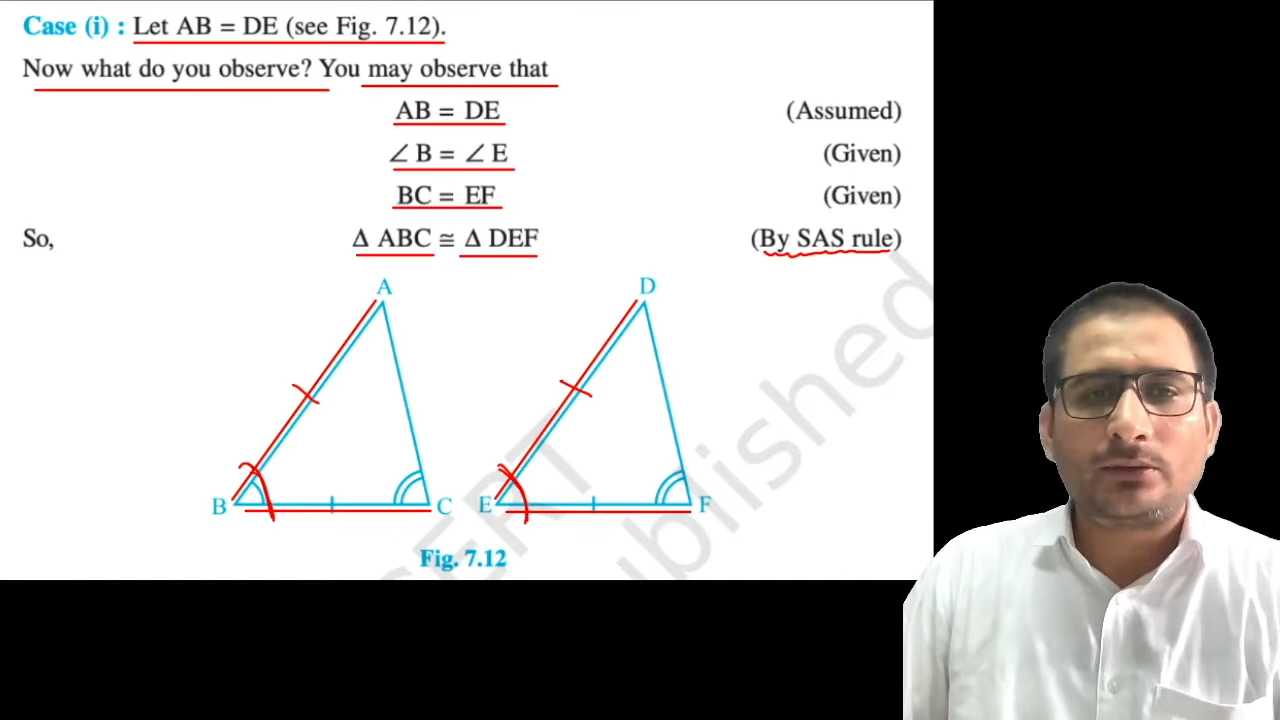 Case (i) : Let AB = DE (see Fig. 7.12).
Now what do you observe? You may observe that
AB = DE (Assumed)
∠ B = ∠ E (Given)
BC = EF (Given)
So, Δ ABC ≅ Δ DEF (By SAS rule)
A D
B C E F
Fig. 7.12